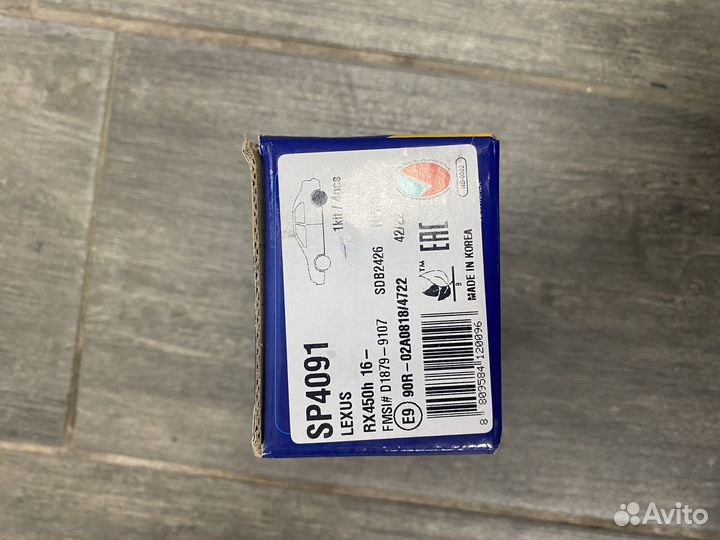 SP4091
LEXUS
RX450h 16-
FMSI# D1879-9107
SDB2426
E9 90R-02A0818/4722
1kit / 4pcs
EAC
TM
B
MADE IN KOREA
8 809584 120096
Avito